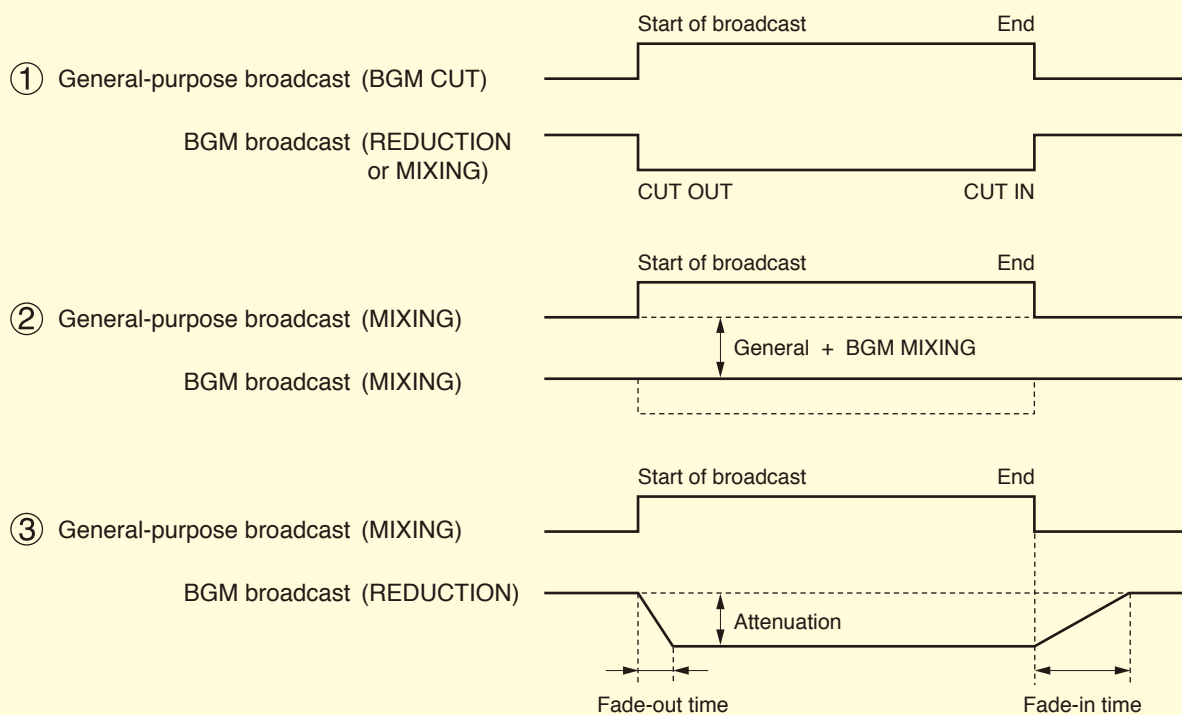 Start of broadcast End
① General-purpose broadcast (BGM CUT)
BGM broadcast (REDUCTION
or MIXING)
CUT OUT CUT IN
Start of broadcast End
② General-purpose broadcast (MIXING)
General + BGM MIXING
BGM broadcast (MIXING)
Start of broadcast End
③ General-purpose broadcast (MIXING)
BGM broadcast (REDUCTION)
Attenuation
Fade-out time Fade-in time